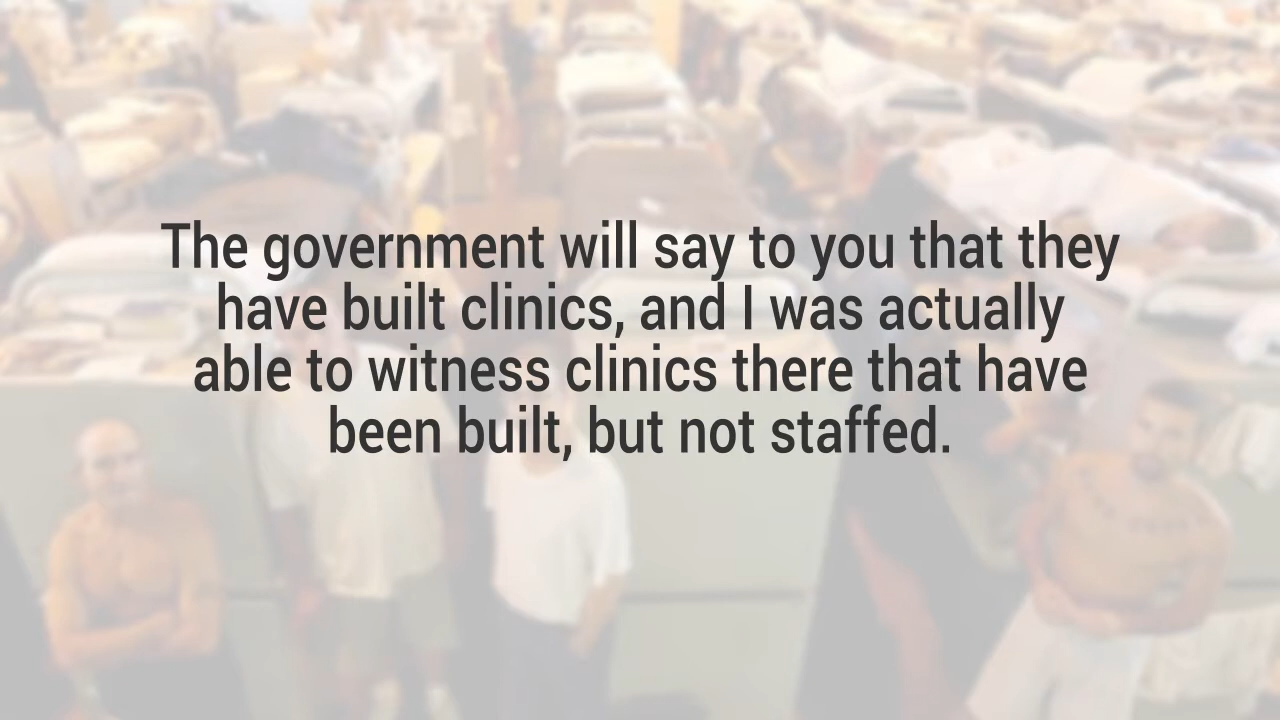 The government will say to you that they
have built clinics, and I was actually
able to witness clinics there that have
been built, but not staffed.